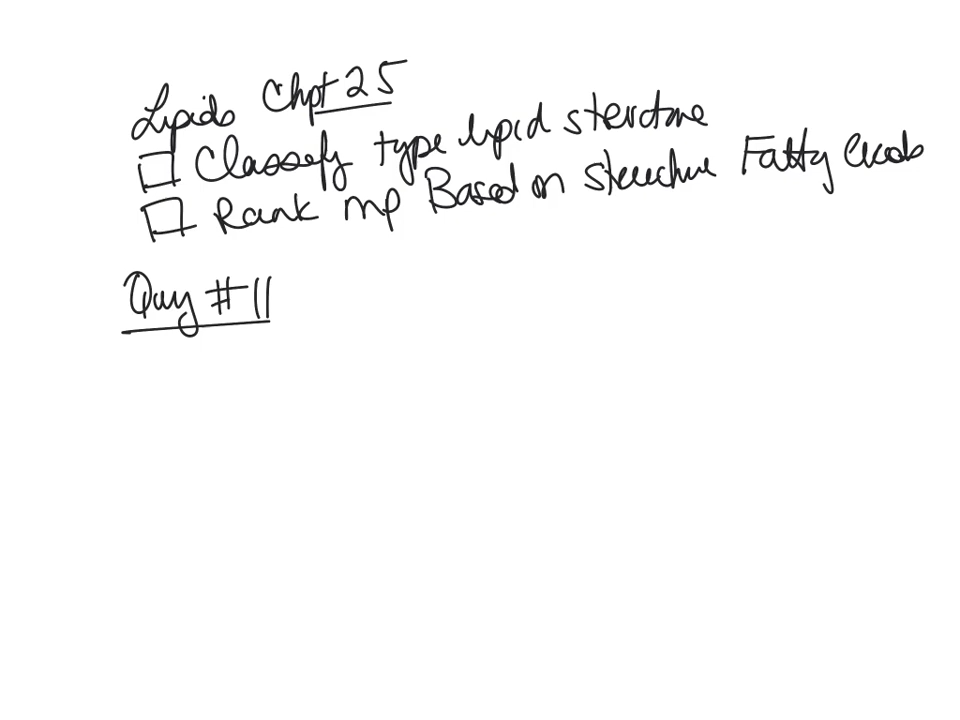 Lipids Chpt 25
□ Classify type lipid structure
□ Rank mp Based on structure Fatty acids
Quiz #11